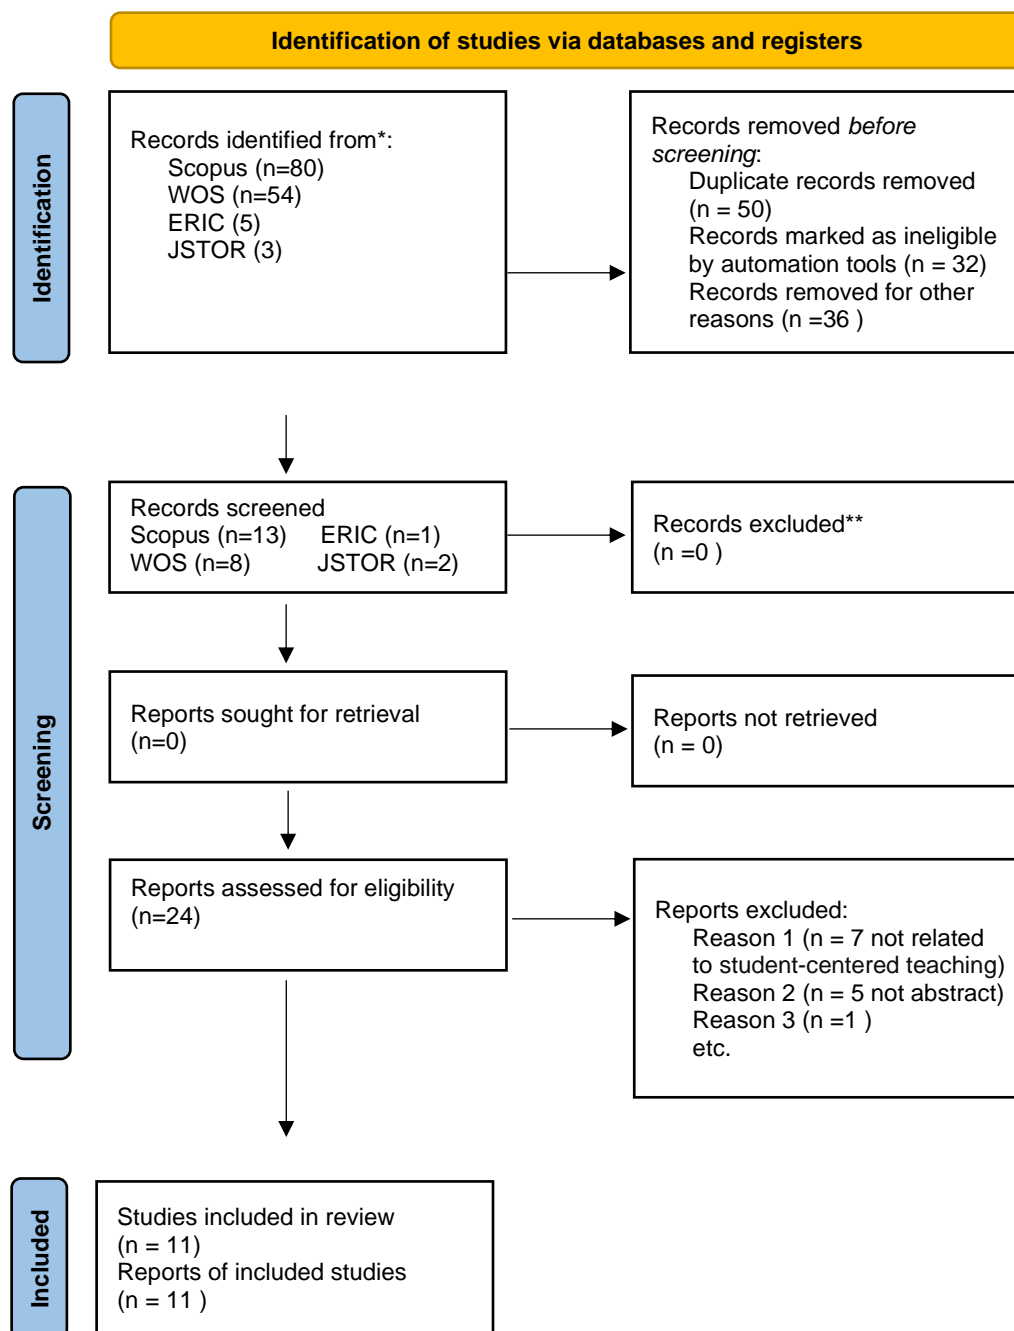 Identification of studies via databases and registers
Identification
Records identified from*:
Scopus (n=80)
WOS (n=54)
ERIC (5)
JSTOR (3)
Records removed before
screening:
Duplicate records removed
(n = 50)
Records marked as ineligible
by automation tools (n = 32)
Records removed for other
reasons (n =36 )
Screening
Records screened
Scopus (n=13) ERIC (n=1)
WOS (n=8) JSTOR (n=2)
Records excluded**
(n =0 )
Reports sought for retrieval
(n=0)
Reports not retrieved
(n = 0)
Reports assessed for eligibility
(n=24)
Reports excluded:
Reason 1 (n = 7 not related
to student-centered teaching)
Reason 2 (n = 5 not abstract)
Reason 3 (n =1 )
etc.
Included
Studies included in review
(n = 11)
Reports of included studies
(n = 11 )